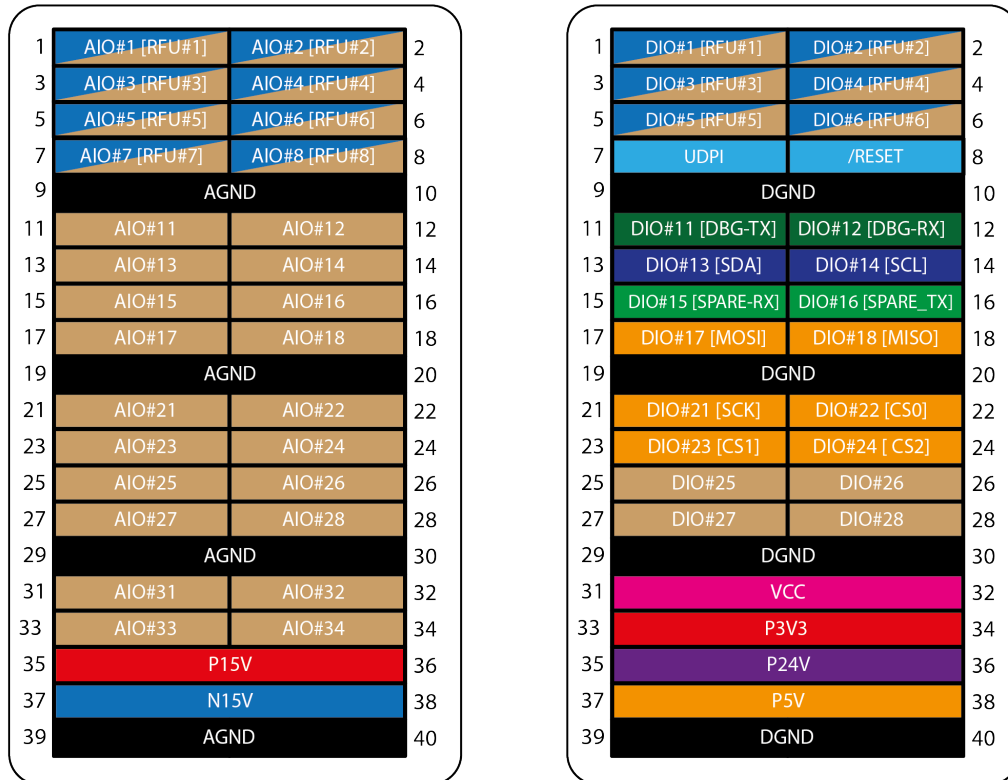 1 AIO#1 [RFU#1] AIO#2 [RFU#2] 2
3 AIO#3 [RFU#3] AIO#4 [RFU#4] 4
5 AIO#5 [RFU#5] AIO#6 [RFU#6] 6
7 AIO#7 [RFU#7] AIO#8 [RFU#8] 8
9 AGND 10
11 AIO#11 AIO#12 12
13 AIO#13 AIO#14 14
15 AIO#15 AIO#16 16
17 AIO#17 AIO#18 18
19 AGND 20
21 AIO#21 AIO#22 22
23 AIO#23 AIO#24 24
25 AIO#25 AIO#26 26
27 AIO#27 AIO#28 28
29 AGND 30
31 AIO#31 AIO#32 32
33 AIO#33 AIO#34 34
35 P15V 36
37 N15V 38
39 AGND 40
1 DIO#1 [RFU#1] DIO#2 [RFU#2] 2
3 DIO#3 [RFU#3] DIO#4 [RFU#4] 4
5 DIO#5 [RFU#5] DIO#6 [RFU#6] 6
7 UDPI /RESET 8
9 DGND 10
11 DIO#11 [DBG-TX] DIO#12 [DBG-RX] 12
13 DIO#13 [SDA] DIO#14 [SCL] 14
15 DIO#15 [SPARE-RX] DIO#16 [SPARE_TX] 16
17 DIO#17 [MOSI] DIO#18 [MISO] 18
19 DGND 20
21 DIO#21 [SCK] DIO#22 [CS0] 22
23 DIO#23 [CS1] DIO#24 [ CS2] 24
25 DIO#25 DIO#26 26
27 DIO#27 DIO#28 28
29 DGND 30
31 VCC 32
33 P3V3 34
35 P24V 36
37 P5V 38
39 DGND 40